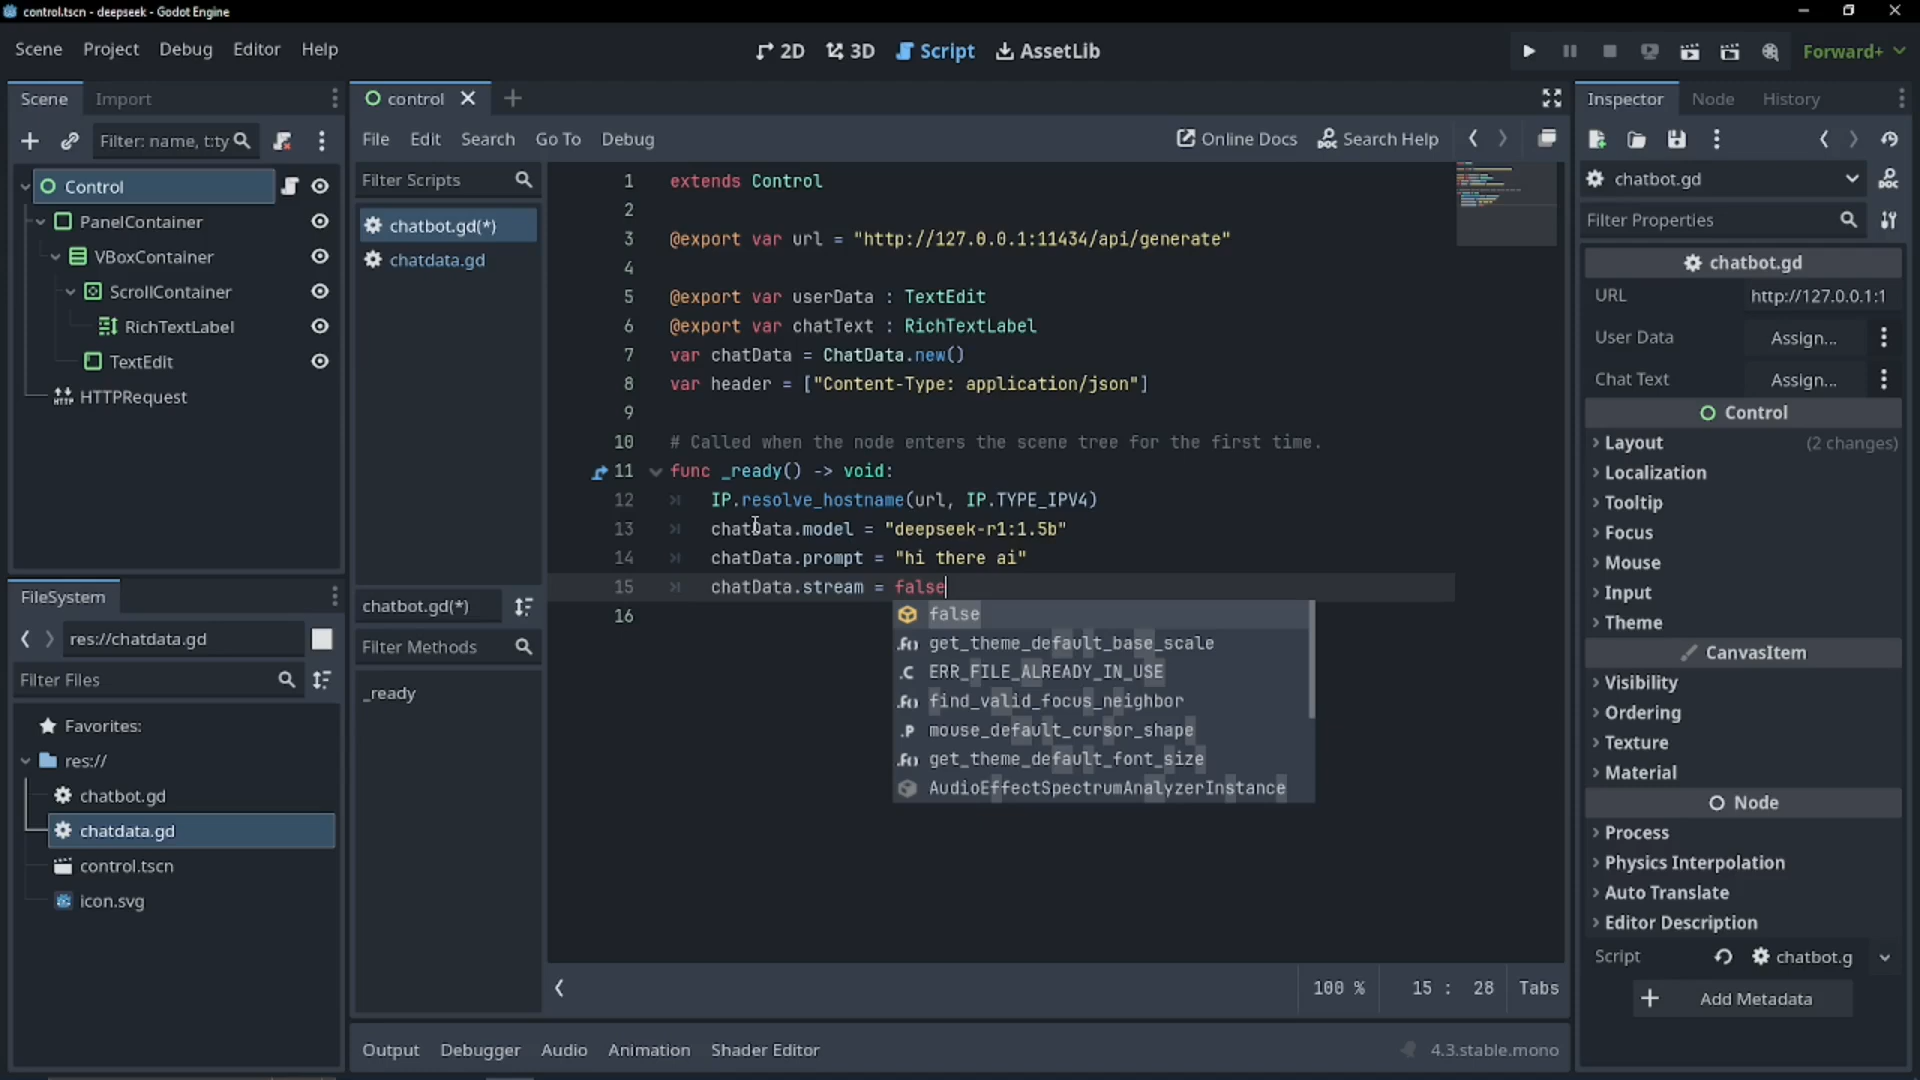 control.tscn - deepseek - Godot Engine
Scene Project Debug Editor Help
2D 3D Script AssetLib
Forward+
Scene Import
Filter: name, t:ty
Control
PanelContainer
VBoxContainer
ScrollContainer
RichTextLabel
TextEdit
HTTP HTTPRequest
FileSystem
res://chatdata.gd
Filter Files
Favorites:
res://
chatbot.gd
chatdata.gd
control.tscn
icon.svg
control
File Edit Search Go To Debug
Online Docs Search Help
Filter Scripts
chatbot.gd(*)
chatdata.gd
chatbot.gd(*)
Filter Methods
_ready
1 extends Control
2
3 @export var url = "http://127.0.0.1:11434/api/generate"
4
5 @export var userData : TextEdit
6 @export var chatText : RichTextLabel
7 var chatData = ChatData.new()
8 var header = ["Content-Type: application/json"]
9
10 # Called when the node enters the scene tree for the first time.
11 func _ready() -> void:
12 IP.resolve_hostname(url, IP.TYPE_IPV4)
13 chatData.model = "deepseek-r1:1.5b"
14 chatData.prompt = "hi there ai"
15 chatData.stream = false
16
false
get_theme_default_base_scale
ERR_FILE_ALREADY_IN_USE
find_valid_focus_neighbor
mouse_default_cursor_shape
get_theme_default_font_size
AudioEffectSpectrumAnalyzerInstance
100 % 15 : 28 Tabs
Output Debugger Audio Animation Shader Editor
4.3.stable.mono
Inspector Node History
chatbot.gd
Filter Properties
chatbot.gd
URL http://127.0.0.1:1
User Data Assign...
Chat Text Assign...
Control
Layout (2 changes)
Localization
Tooltip
Focus
Mouse
Input
Theme
CanvasItem
Visibility
Ordering
Texture
Material
Node
Process
Physics Interpolation
Auto Translate
Editor Description
Script chatbot.g
Add Metadata